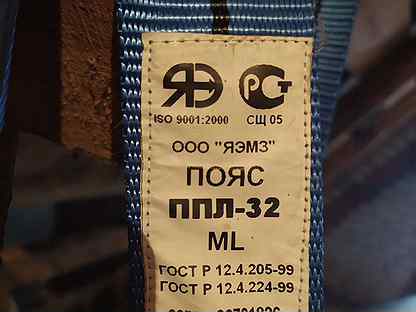 ЯЭ РСТ
ISO 9001:2000 СЩ 05
ООО "ЯЭМЗ"
ПОЯС
ППЛ-32
ML
ГОСТ Р 12.4.205-99
ГОСТ Р 12.4.224-99